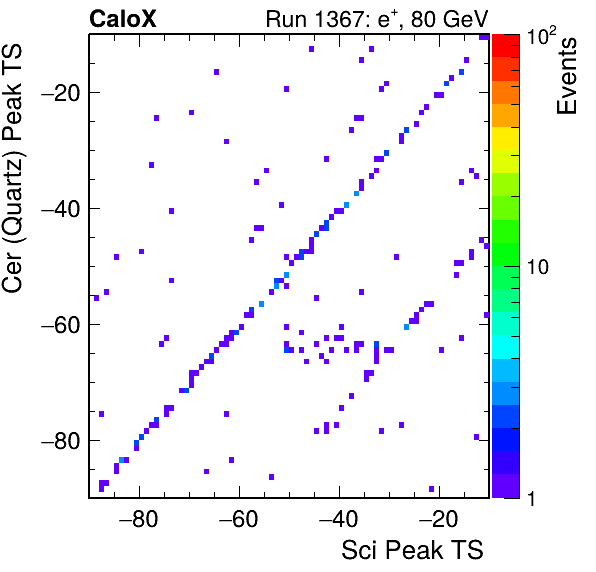 CaloX Run 1367: e⁺, 80 GeV
Cer (Quartz) Peak TS
Events
10²
10
1
−20
−40
−60
−80
−80 −60 −40 −20
Sci Peak TS